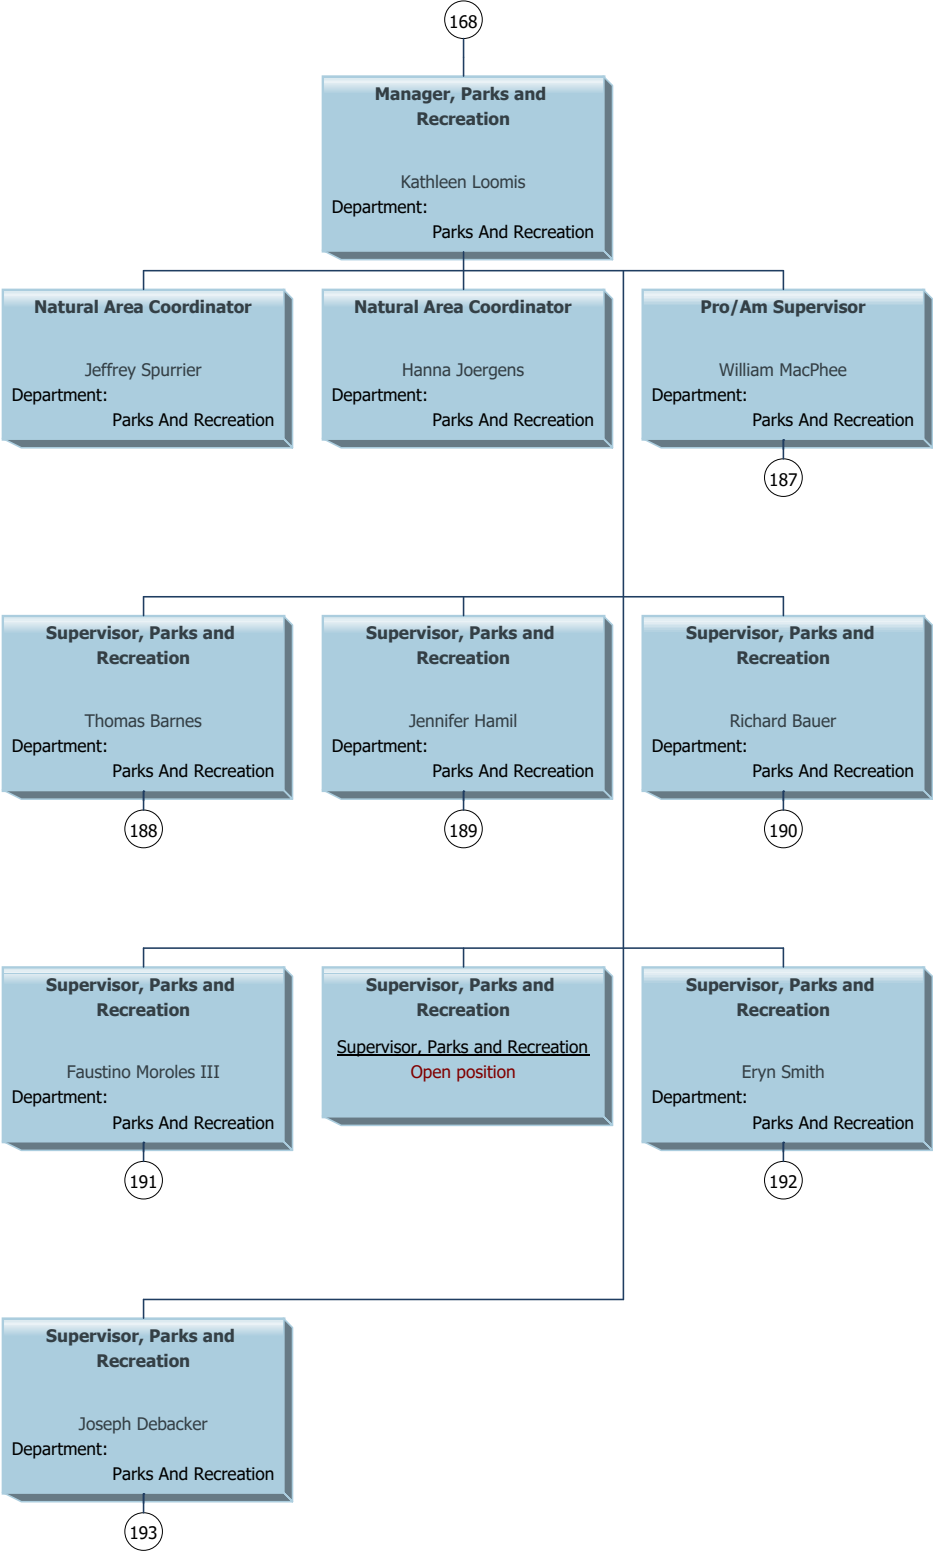 168
Manager, Parks and
Recreation
Kathleen Loomis
Department:
Parks And Recreation
Natural Area Coordinator
Jeffrey Spurrier
Department:
Parks And Recreation
Natural Area Coordinator
Hanna Joergens
Department:
Parks And Recreation
Pro/Am Supervisor
William MacPhee
Department:
Parks And Recreation
187
Supervisor, Parks and
Recreation
Thomas Barnes
Department:
Parks And Recreation
188
Supervisor, Parks and
Recreation
Jennifer Hamil
Department:
Parks And Recreation
189
Supervisor, Parks and
Recreation
Richard Bauer
Department:
Parks And Recreation
190
Supervisor, Parks and
Recreation
Faustino Moroles III
Department:
Parks And Recreation
191
Supervisor, Parks and
Recreation
Supervisor, Parks and Recreation
Open position
Supervisor, Parks and
Recreation
Eryn Smith
Department:
Parks And Recreation
192
Supervisor, Parks and
Recreation
Joseph Debacker
Department:
Parks And Recreation
193